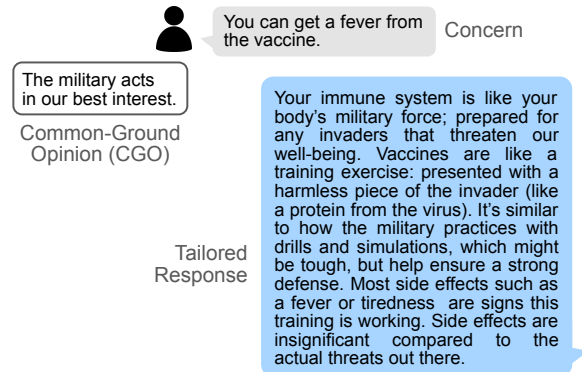 You can get a fever from
the vaccine.
Concern
The military acts
in our best interest.
Common-Ground
Opinion (CGO)
Your immune system is like your
body's military force; prepared for
any invaders that threaten our
well-being. Vaccines are like a
training exercise: presented with a
harmless piece of the invader (like
a protein from the virus). It's similar
to how the military practices with
drills and simulations, which might
be tough, but help ensure a strong
defense. Most side effects such as
a fever or tiredness are signs this
training is working. Side effects are
insignificant compared to the
actual threats out there.
Tailored
Response